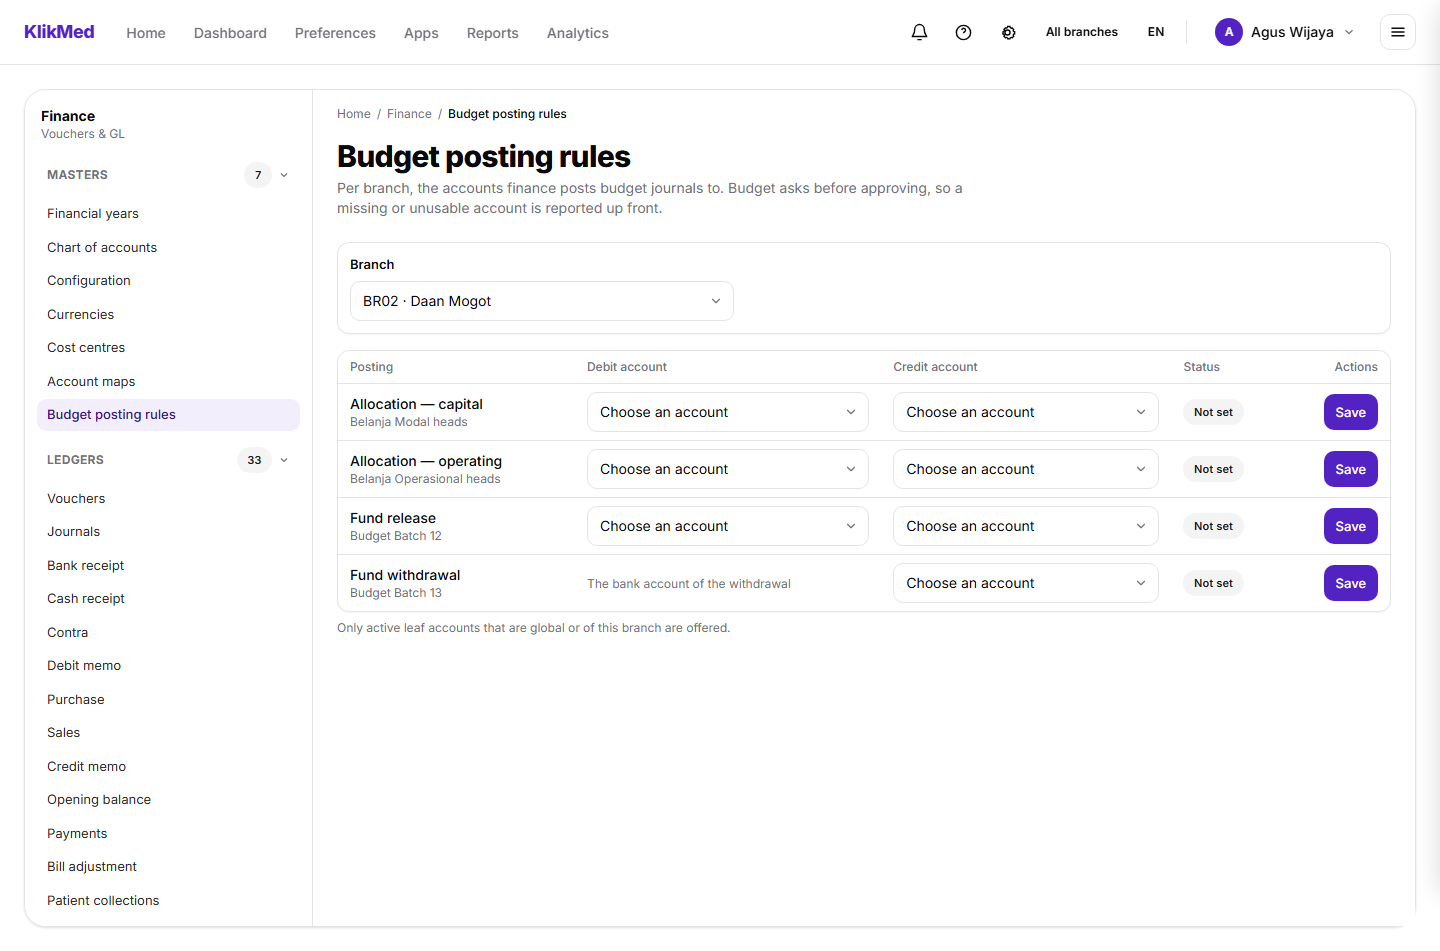 KlikMed
Home
Dashboard
Preferences
Apps
Reports
Analytics
All branches
EN
A
Agus Wijaya
Finance
Vouchers & GL
MASTERS
7
Financial years
Chart of accounts
Configuration
Currencies
Cost centres
Account maps
Budget posting rules
LEDGERS
33
Vouchers
Journals
Bank receipt
Cash receipt
Contra
Debit memo
Purchase
Sales
Credit memo
Opening balance
Payments
Bill adjustment
Patient collections
Home / Finance / Budget posting rules
Budget posting rules
Per branch, the accounts finance posts budget journals to. Budget asks before approving, so a
missing or unusable account is reported up front.
Branch
BR02 · Daan Mogot
Posting
Debit account
Credit account
Status
Actions
Allocation — capital
Belanja Modal heads
Choose an account
Choose an account
Not set
Save
Allocation — operating
Belanja Operasional heads
Choose an account
Choose an account
Not set
Save
Fund release
Budget Batch 12
Choose an account
Choose an account
Not set
Save
Fund withdrawal
Budget Batch 13
The bank account of the withdrawal
Choose an account
Not set
Save
Only active leaf accounts that are global or of this branch are offered.